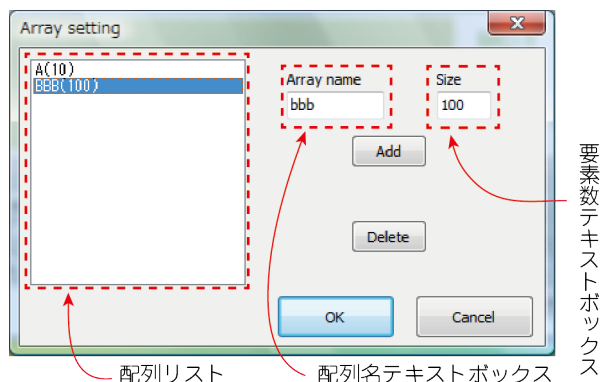 Array setting
A(10)
BBB(100)
Array name
Size
bbb
100
Add
Delete
OK
Cancel
要素数テキストボックス
配列リスト
配列名テキストボックス